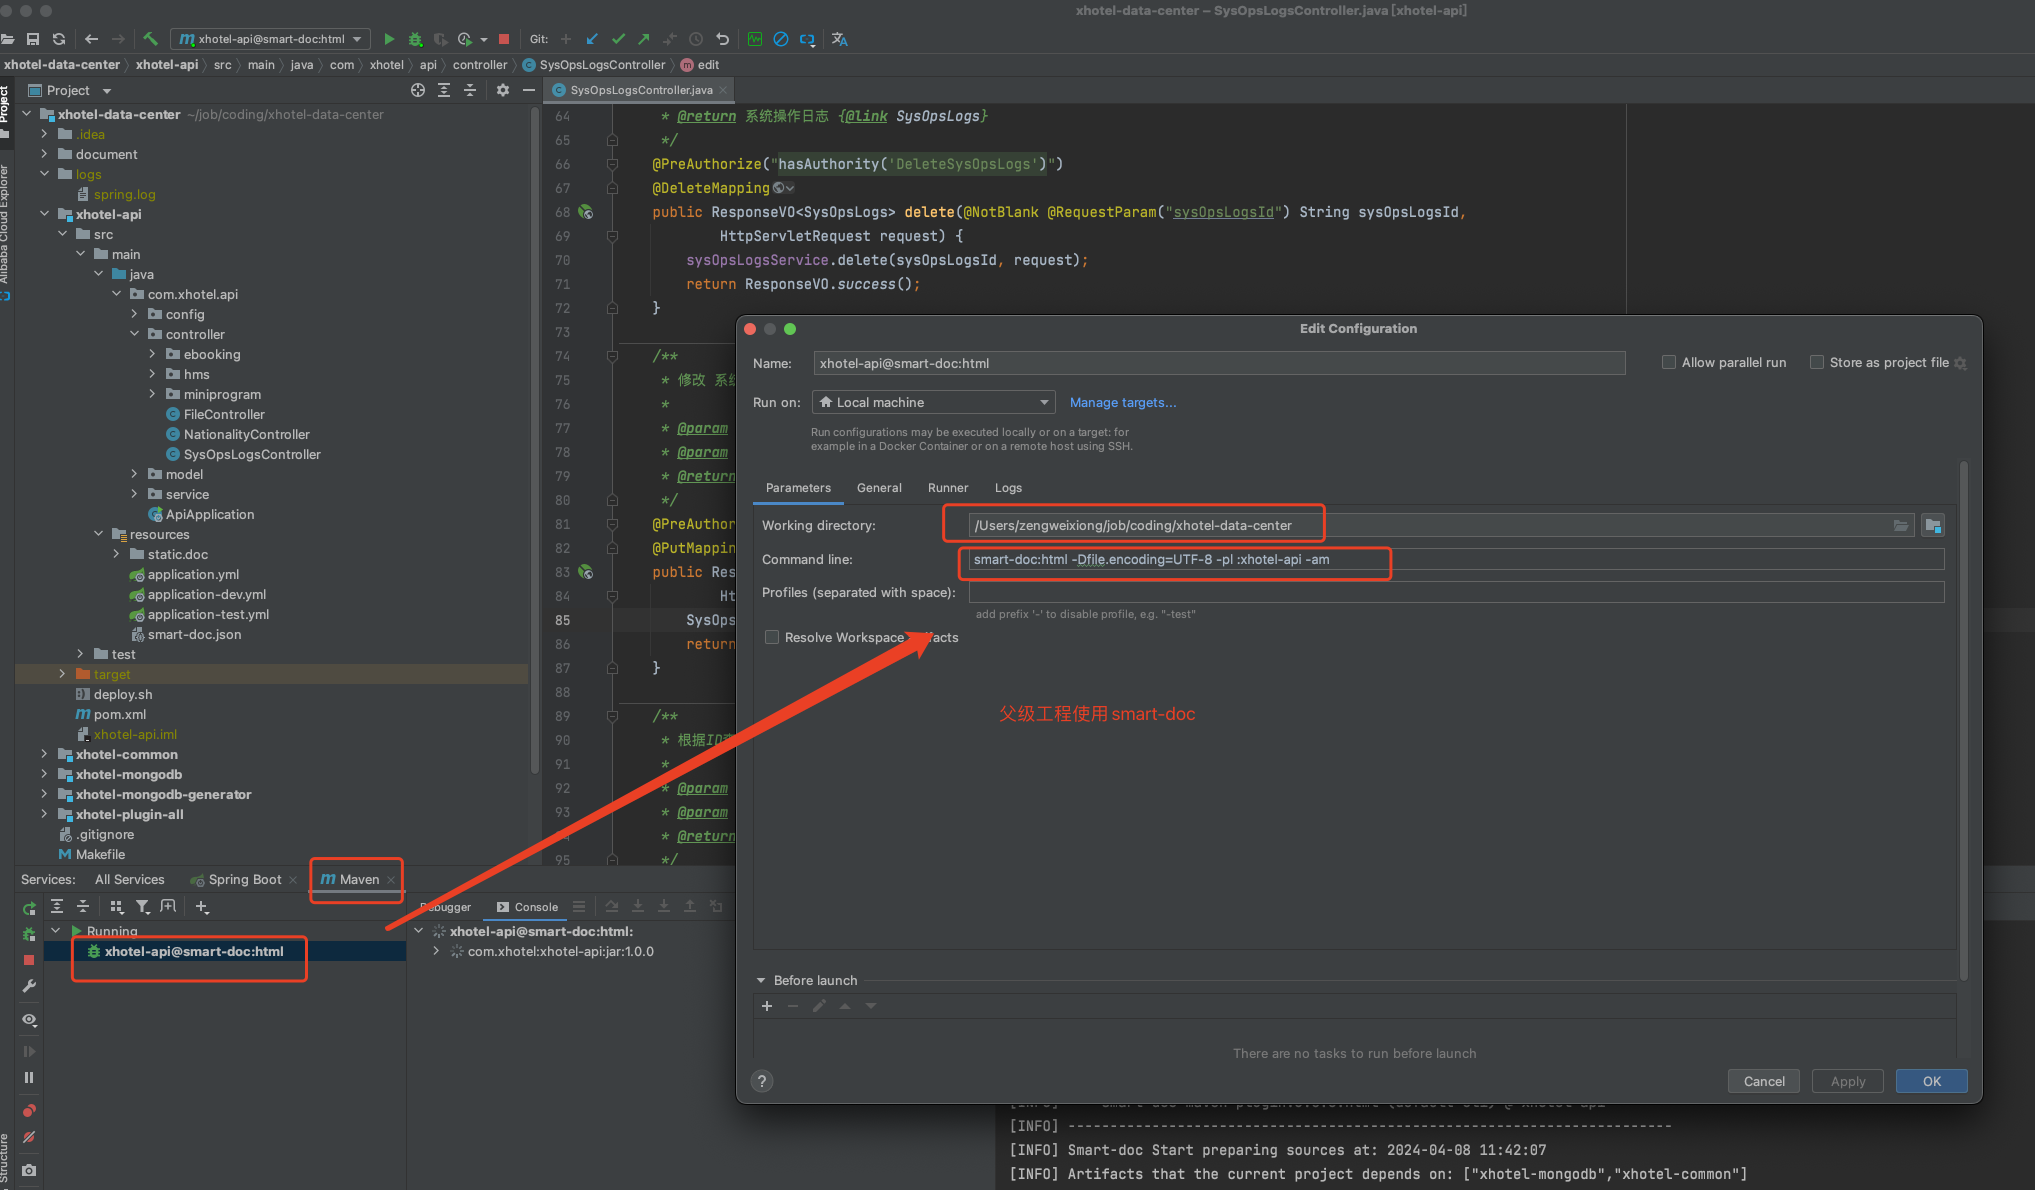 xhotel-data-center – SysOpsLogsController.java [xhotel-api]
xhotel-api@smart-doc:html
Git:
xhotel-data-center
xhotel-api
src
main
java
com
xhotel
api
controller
SysOpsLogsController
edit
Project
Alibaba Cloud Explorer
Structure
Project
xhotel-data-center ~/job/coding/xhotel-data-center
.idea
document
logs
spring.log
xhotel-api
src
main
java
com.xhotel.api
config
controller
ebooking
hms
miniprogram
FileController
NationalityController
SysOpsLogsController
model
service
ApiApplication
resources
static.doc
application.yml
application-dev.yml
application-test.yml
smart-doc.json
test
target
deploy.sh
pom.xml
xhotel-api.iml
xhotel-common
xhotel-mongodb
xhotel-mongodb-generator
xhotel-plugin-all
.gitignore
Makefile
SysOpsLogsController.java
64 * @return 系统操作日志 {@link SysOpsLogs}
65 */
66 @PreAuthorize("hasAuthority('DeleteSysOpsLogs')")
67 @DeleteMapping
68 public ResponseVO<SysOpsLogs> delete(@NotBlank @RequestParam("sysOpsLogsId") String sysOpsLogsId,
69 HttpServletRequest request) {
70 sysOpsLogsService.delete(sysOpsLogsId, request);
71 return ResponseVO.success();
72 }
73
74 /**
75 * 修改 系
76 *
77 * @param
78 * @param
79 * @return
80 */
81 @PreAuthor
82 @PutMappin
83 public Res
84 Ht
85 SysOps
86 return
87 }
88
89 /**
90 * 根据ID
91 *
92 * @param
93 * @param
* @return
95 */
Edit Configuration
Name: xhotel-api@smart-doc:html
Allow parallel run
Store as project file
Run on: Local machine
Manage targets...
Run configurations may be executed locally or on a target: for
example in a Docker Container or on a remote host using SSH.
Parameters
General
Runner
Logs
Working directory: /Users/zengweixiong/job/coding/xhotel-data-center
Command line: smart-doc:html -Dfile.encoding=UTF-8 -pl :xhotel-api -am
Profiles (separated with space):
add prefix '-' to disable profile, e.g. "-test"
Resolve Workspace facts
父级工程使用 smart-doc
Before launch
There are no tasks to run before launch
?
Cancel
Apply
OK
Services:
All Services
Spring Boot
Maven
Running
xhotel-api@smart-doc:html
Debugger
Console
xhotel-api@smart-doc:html:
com.xhotel:xhotel-api:jar:1.0.0
[INFO] ------------------------------------------------------------------------
[INFO] Smart-doc Start preparing sources at: 2024-04-08 11:42:07
[INFO] Artifacts that the current project depends on: ["xhotel-mongodb","xhotel-common"]